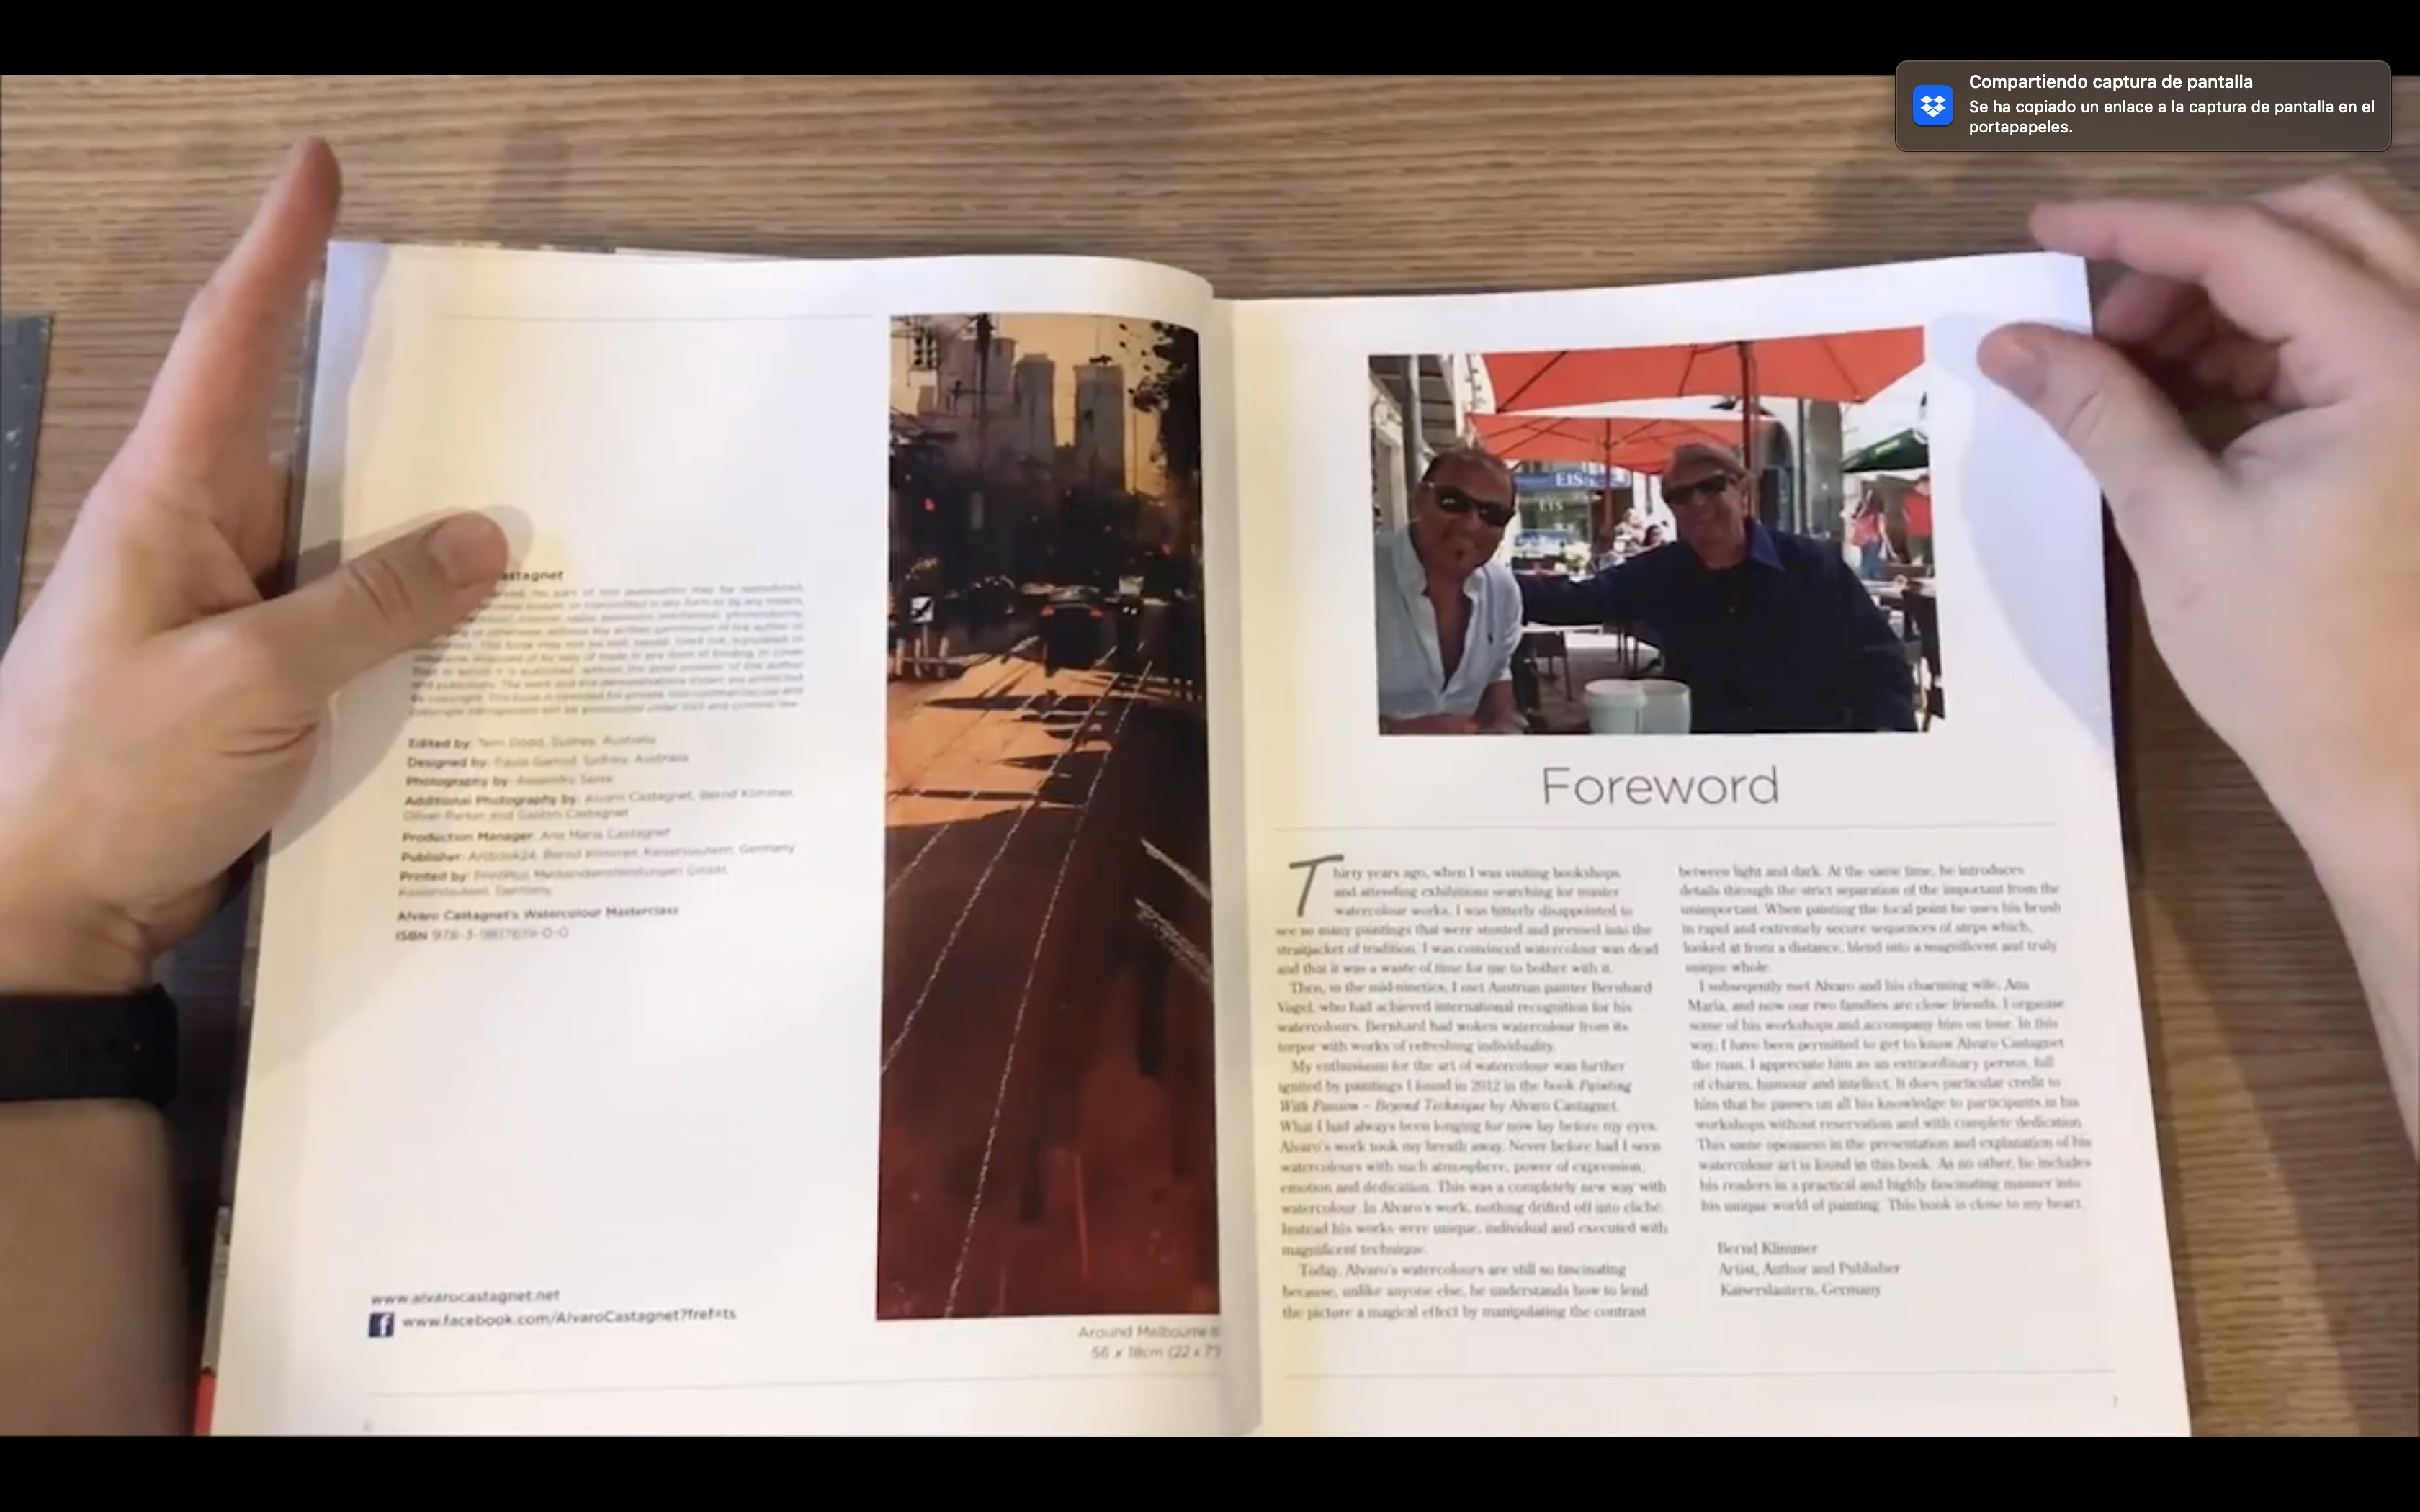 Compartiendo captura de pantalla
Se ha copiado un enlace a la captura de pantalla en el
portapapeles.
astagnet
No part of this publication may be reproduced,
Edited by: Sydney, Australia
Designed by: Sydney, Australia
Photography by:
Additional Photography by: Alvaro Castagnet, Bernd Klimmer,
Oliver Parker and Gaston Castagnet
Production Manager: Ana Maria Castagnet
Publisher: Artbook24, Bernd Klimmer, Kaiserslautern, Germany
Printed by:
Kaiserslautern, Germany
Alvaro Castagnet's Watercolour Masterclass
ISBN
www.alvarocastagnet.net
f www.facebook.com/AlvaroCastagnet?fref=ts
Around Melbourne
56 x 18cm (22 x 7")
EIS
EIS
Foreword
Thirty years ago, when I was visiting bookshops
and attending exhibitions searching for master
watercolour works, I was bitterly disappointed to
see so many paintings that were stunted and pressed into the
straitjacket of tradition. I was convinced watercolour was dead
and that it was a waste of time for me to bother with it.
Then, in the mid-nineties, I met Austrian painter Bernhard
Vogel, who had achieved international recognition for his
watercolours. Bernhard had woken watercolour from its
torpor with works of refreshing individuality.
My enthusiasm for the art of watercolour was further
ignited by paintings I found in 2012 in the book Painting
With Passion – Beyond Technique by Alvaro Castagnet.
What I had always been longing for now lay before my eyes.
Alvaro's work took my breath away. Never before had I seen
watercolours with such atmosphere, power of expression,
emotion and dedication. This was a completely new way with
watercolour. In Alvaro's work, nothing drifted off into cliché.
Instead his works were unique, individual and executed with
magnificent technique.
Today, Alvaro's watercolours are still so fascinating
because, unlike anyone else, he understands how to lend
the picture a magical effect by manipulating the contrast
between light and dark. At the same time, he introduces
details through the strict separation of the important from the
unimportant. When painting the focal point he uses his brush
in rapid and extremely secure sequences of steps which,
looked at from a distance, blend into a magnificent and truly
unique whole.
I subseqently met Alvaro and his charming wife, Ana
Maria, and now our two families are close friends. I organise
some of his workshops and accompany him on tour. In this
way, I have been permitted to get to know Alvaro Castagnet
the man. I appreciate him as an extraordinary person, full
of charm, humour and intellect. It does particular credit to
him that he passes on all his knowledge to participants in his
workshops without reservation and with complete dedication.
This same openness in the presentation and explanation of his
watercolour art is found in this book. As no other, he includes
his readers in a practical and highly fascinating manner into
his unique world of painting. This book is close to my heart.
Bernd Klimmer
Artist, Author and Publisher
Kaiserslautern, Germany
7